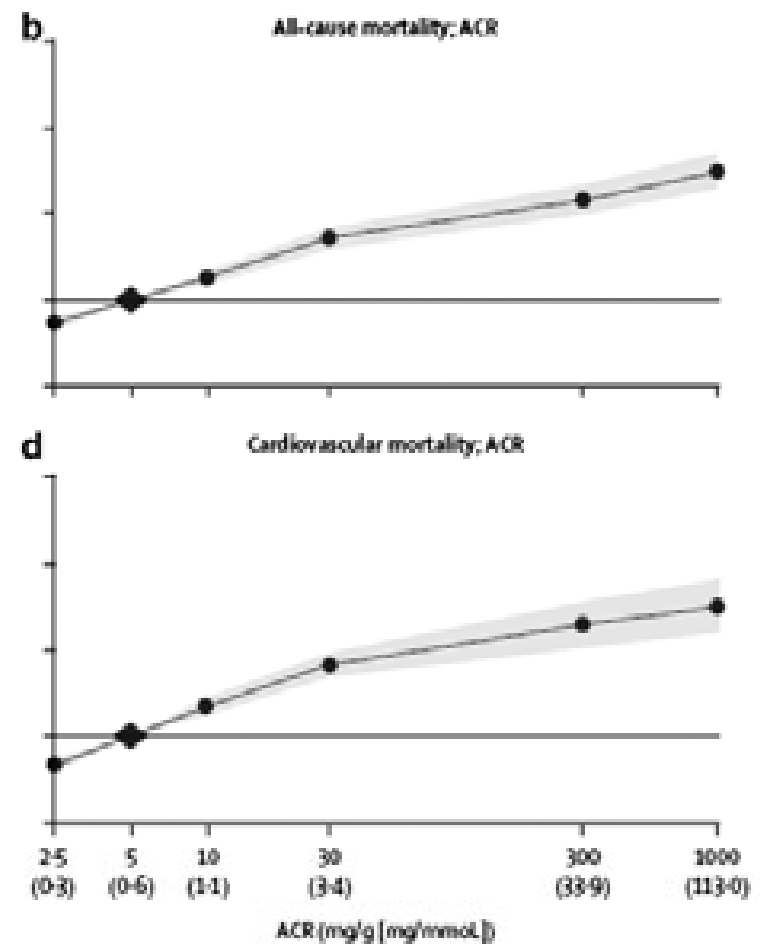 b
All-cause mortality; ACR
d
Cardiovascular mortality; ACR
2·5 5 10 30 300 1000
(0·3) (0·6) (1·1) (3·4) (33·9) (113·0)
ACR (mg/g [mg/mmoL])